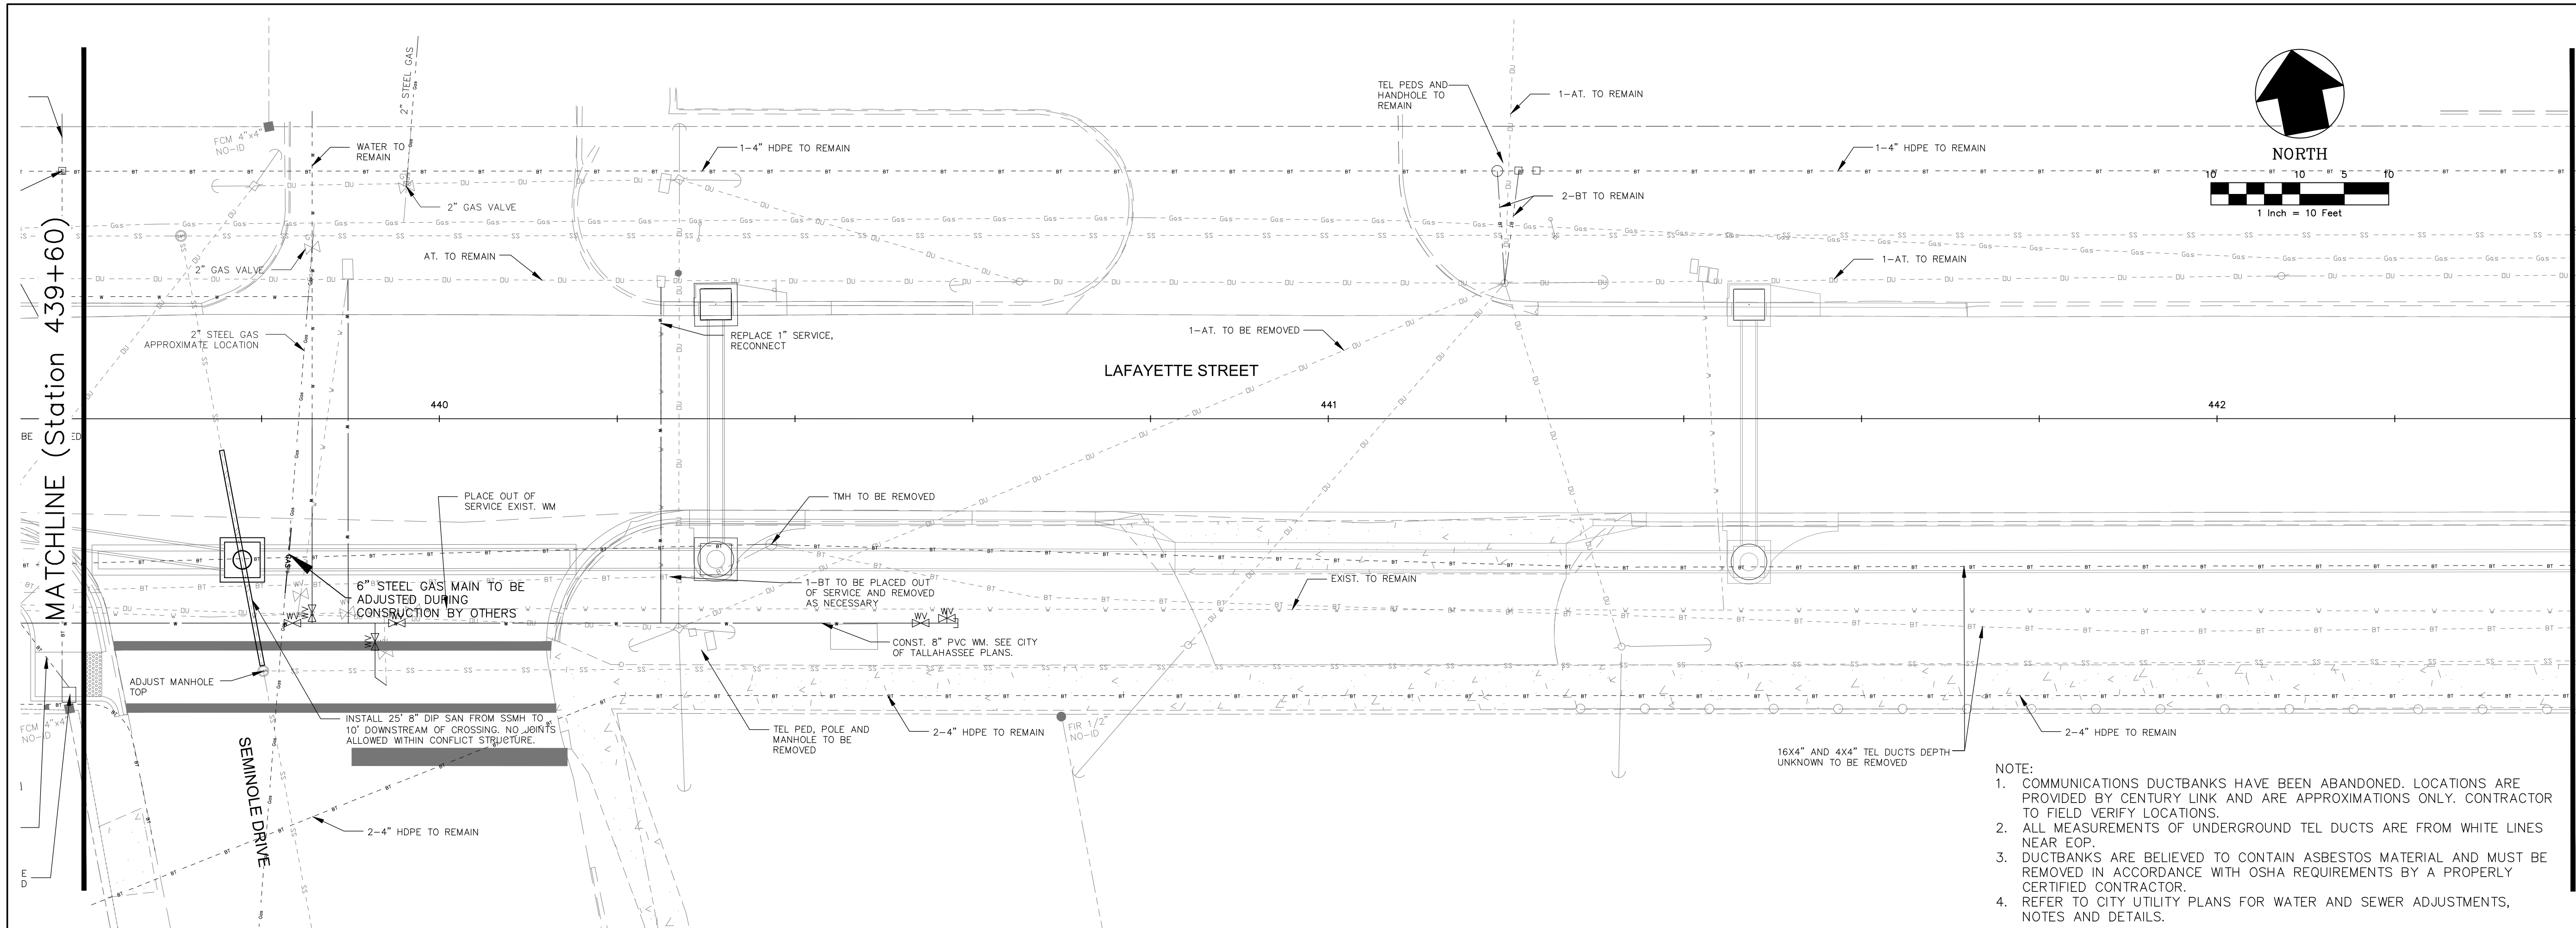 MATCHLINE (Station 439+60)
FCM 4"x4"
NO-ID
2" STEEL GAS
WATER TO
REMAIN
2" GAS VALVE
2" GAS VALVE
1-4" HDPE TO REMAIN
AT. TO REMAIN
2" STEEL GAS
APPROXIMATE LOCATION
REPLACE 1" SERVICE,
RECONNECT
TEL PEDS AND
HANDHOLE TO
REMAIN
1-AT. TO REMAIN
1-4" HDPE TO REMAIN
2-BT TO REMAIN
1-AT. TO REMAIN
1-AT. TO BE REMOVED
NORTH
10 10 5 10
1 Inch = 10 Feet
LAFAYETTE STREET
440 441 442
BE ED
PLACE OUT OF
SERVICE EXIST. WM
TMH TO BE REMOVED
6" STEEL GAS MAIN TO BE
ADJUSTED DURING
CONSRUCTION BY OTHERS
1-BT TO BE PLACED OUT
OF SERVICE AND REMOVED
AS NECESSARY
EXIST. TO REMAIN
CONST. 8" PVC WM. SEE CITY
OF TALLAHASSEE PLANS.
WV WV WV WV WV WV WV
ADJUST MANHOLE
TOP
INSTALL 25' 8" DIP SAN FROM SSMH TO
10' DOWNSTREAM OF CROSSING. NO JOINTS
ALLOWED WITHIN CONFLICT STRUCTURE.
FCM 4"x4"
NO-ID
TEL PED, POLE AND
MANHOLE TO BE
REMOVED
2-4" HDPE TO REMAIN
FIR 1/2"
NO-ID
16X4" AND 4X4" TEL DUCTS DEPTH
UNKNOWN TO BE REMOVED
2-4" HDPE TO REMAIN
SEMINOLE DRIVE
2-4" HDPE TO REMAIN
E
D
NOTE:
1. COMMUNICATIONS DUCTBANKS HAVE BEEN ABANDONED. LOCATIONS ARE
PROVIDED BY CENTURY LINK AND ARE APPROXIMATIONS ONLY. CONTRACTOR
TO FIELD VERIFY LOCATIONS.
2. ALL MEASUREMENTS OF UNDERGROUND TEL DUCTS ARE FROM WHITE LINES
NEAR EOP.
3. DUCTBANKS ARE BELIEVED TO CONTAIN ASBESTOS MATERIAL AND MUST BE
REMOVED IN ACCORDANCE WITH OSHA REQUIREMENTS BY A PROPERLY
CERTIFIED CONTRACTOR.
4. REFER TO CITY UTILITY PLANS FOR WATER AND SEWER ADJUSTMENTS,
NOTES AND DETAILS.